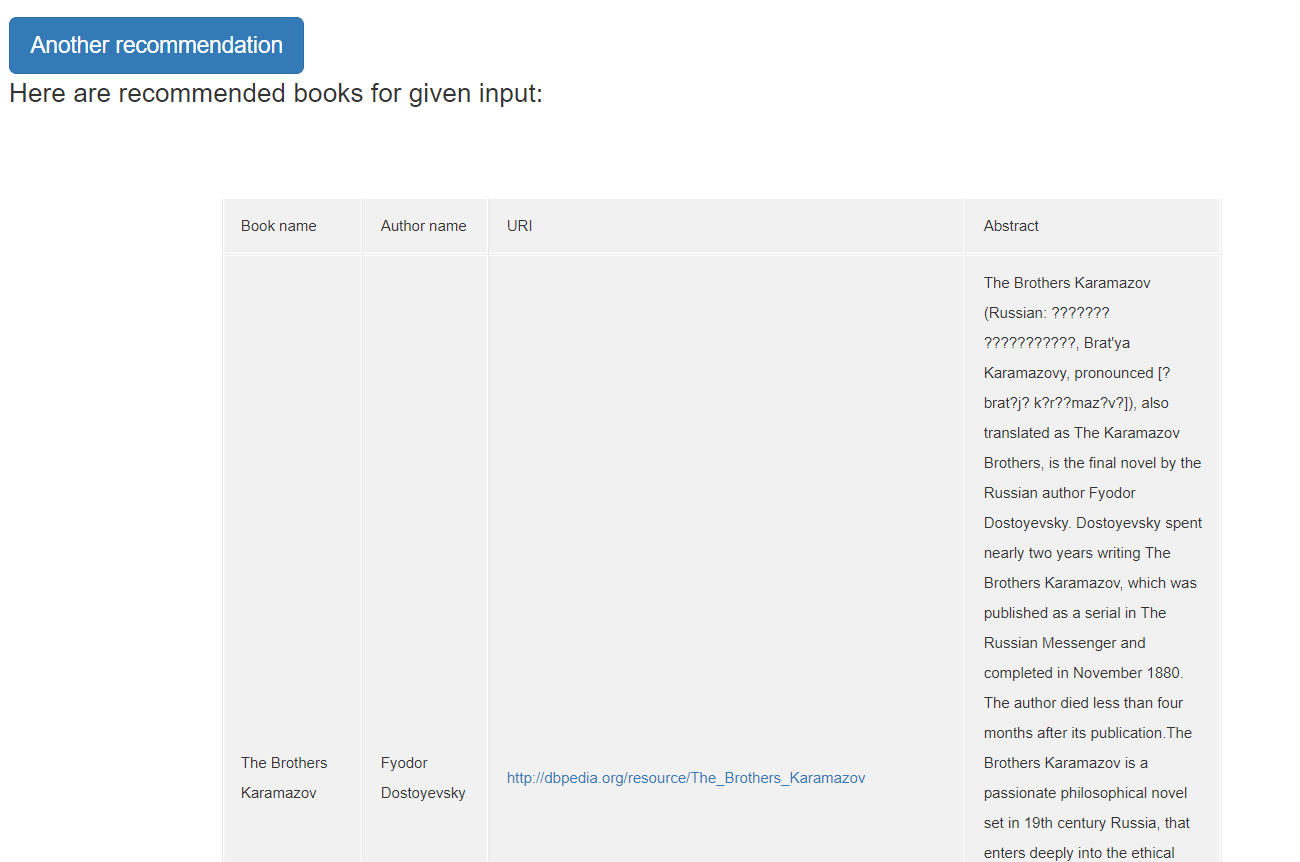 Another recommendation
Here are recommended books for given input:
Book name Author name URI Abstract
The Brothers
Karamazov
Fyodor
Dostoyevsky
http://dbpedia.org/resource/The_Brothers_Karamazov
The Brothers Karamazov
(Russian: ???????
???????????, Brat'ya
Karamazovy, pronounced [?
brat?j? k?r??maz?v?]), also
translated as The Karamazov
Brothers, is the final novel by the
Russian author Fyodor
Dostoyevsky. Dostoyevsky spent
nearly two years writing The
Brothers Karamazov, which was
published as a serial in The
Russian Messenger and
completed in November 1880.
The author died less than four
months after its publication.The
Brothers Karamazov is a
passionate philosophical novel
set in 19th century Russia, that
enters deeply into the ethical